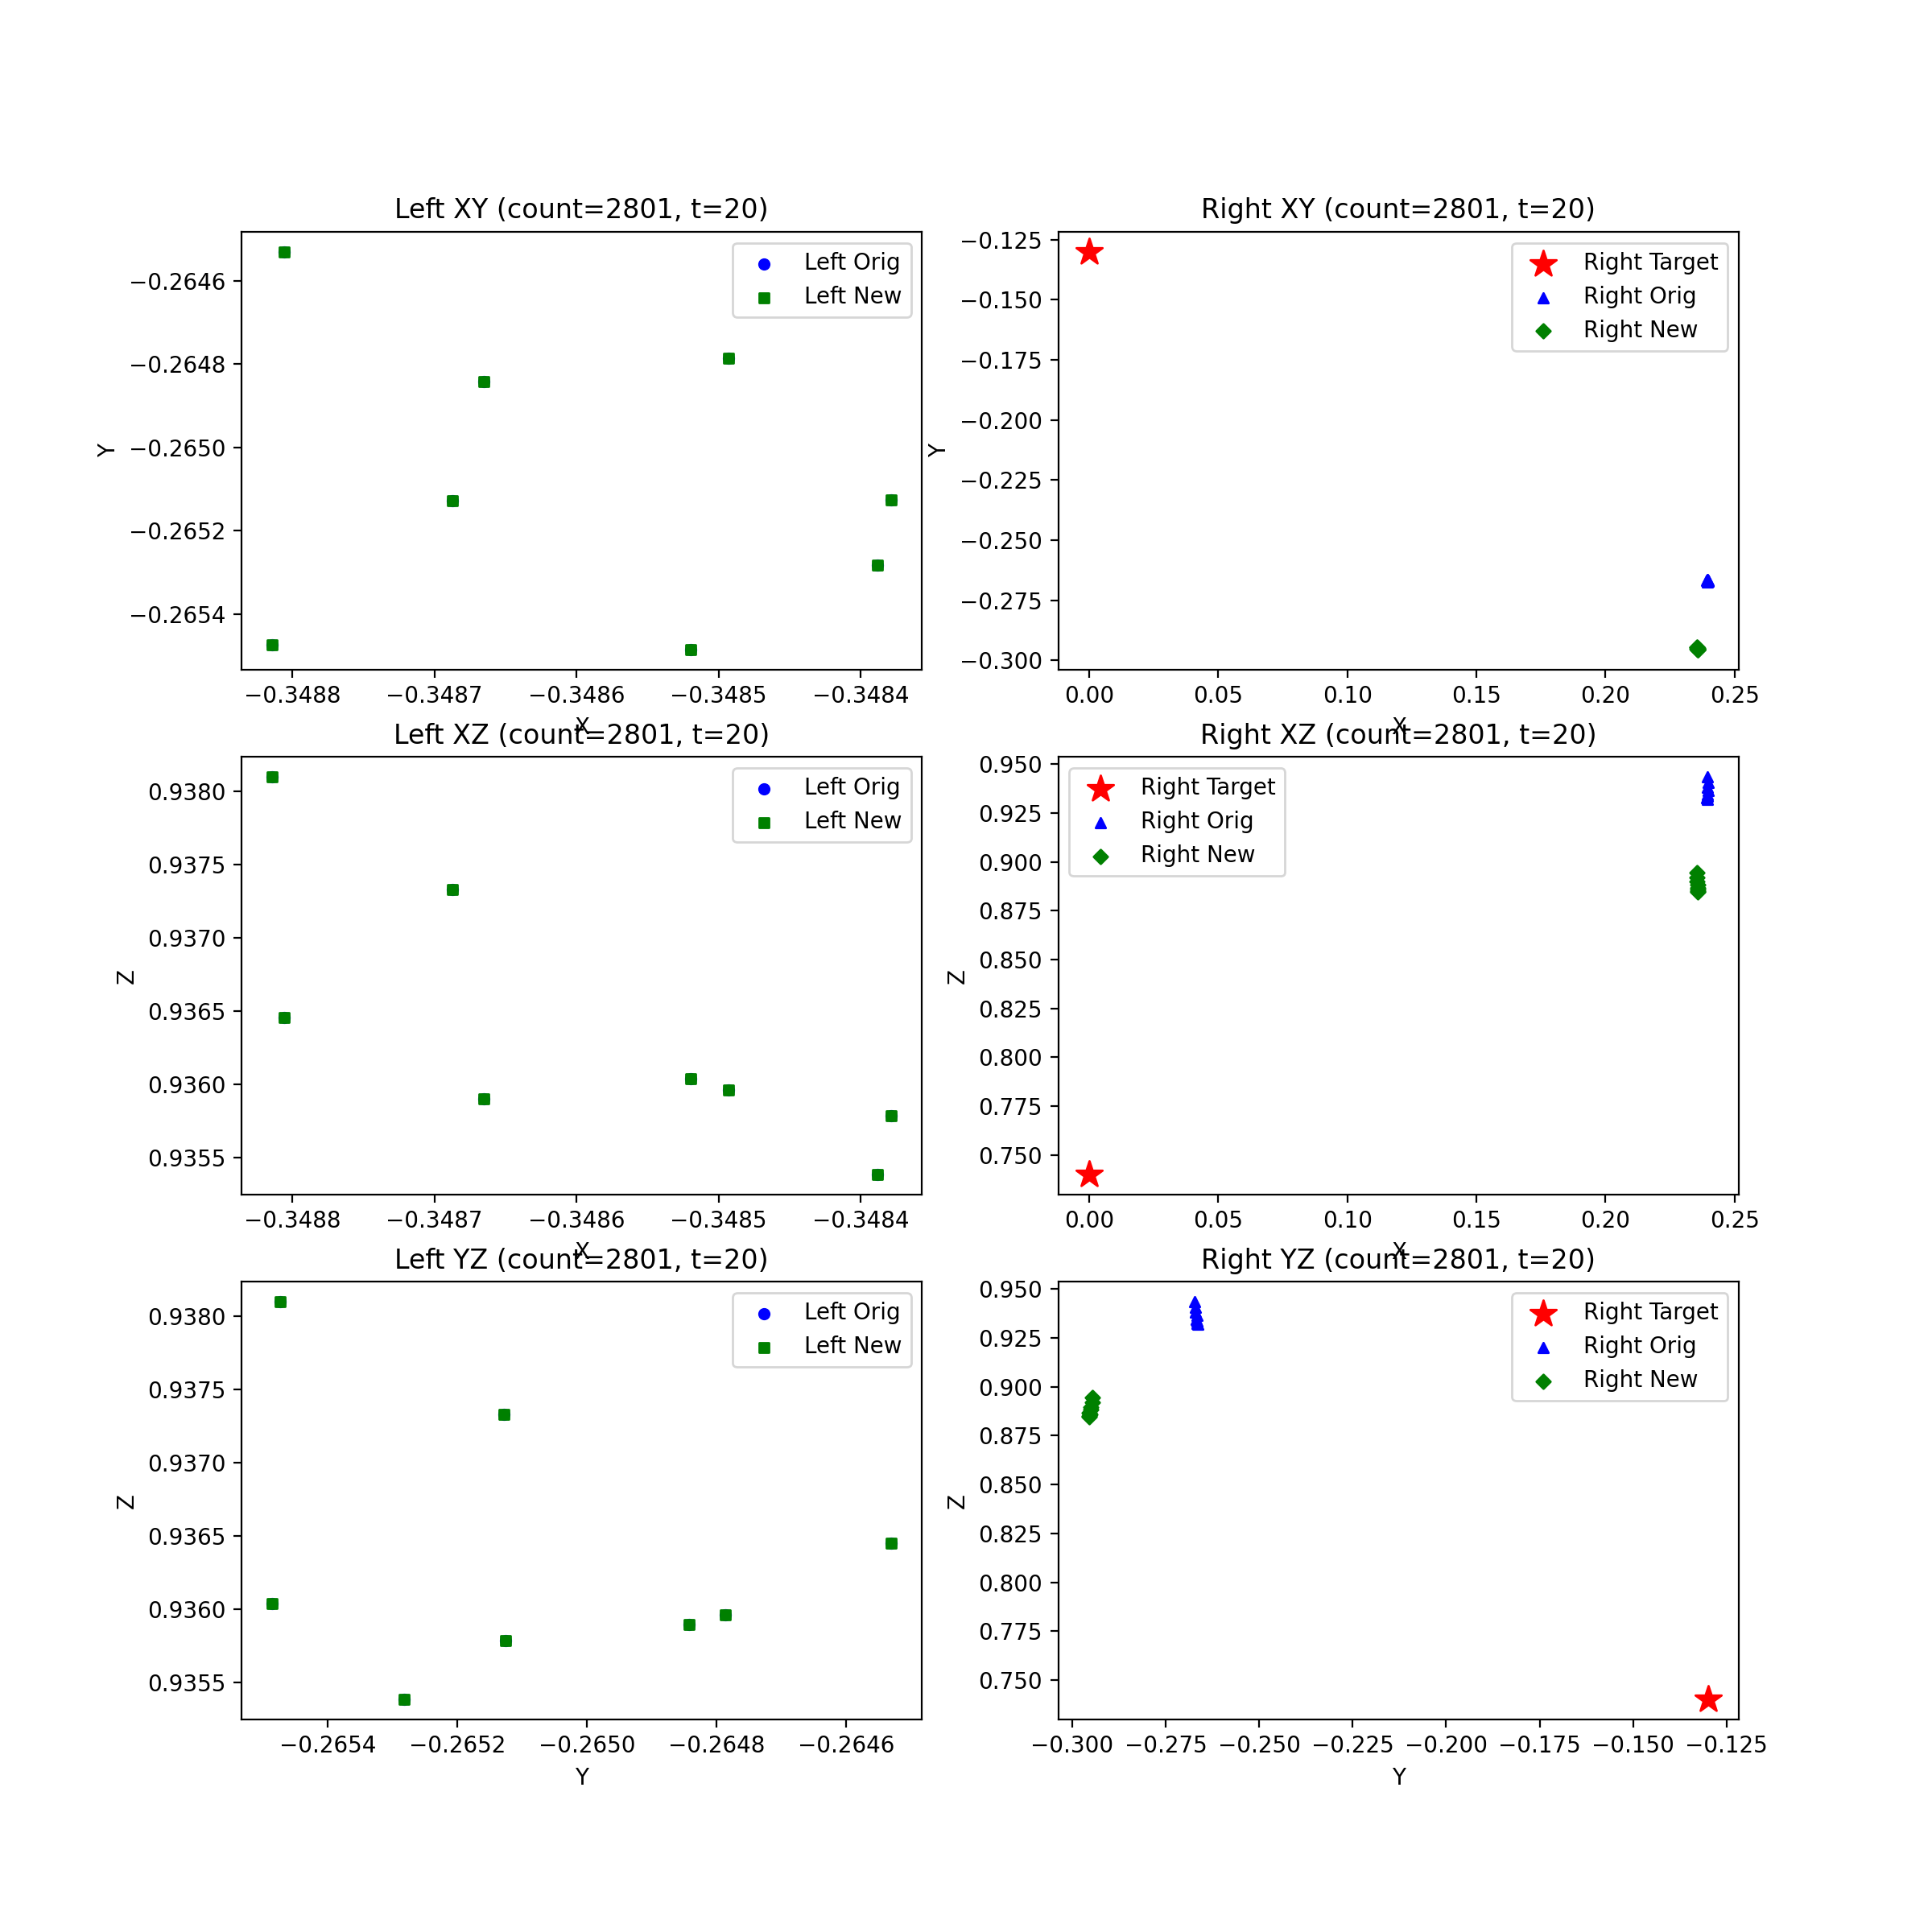 Left XY (count=2801, t=20)
Right XY (count=2801, t=20)
Left Orig
Left New
−0.2646
−0.2648
−0.2650
−0.2652
−0.2654
Y
−0.3488 −0.3487 −0.3486 −0.3485 −0.3484
X
Right Target
Right Orig
Right New
−0.125
−0.150
−0.175
−0.200
−0.225
−0.250
−0.275
−0.300
Y
0.00 0.05 0.10 0.15 0.20 0.25
X
Left XZ (count=2801, t=20)
Right XZ (count=2801, t=20)
Left Orig
Left New
0.9380
0.9375
0.9370
0.9365
0.9360
0.9355
Z
−0.3488 −0.3487 −0.3486 −0.3485 −0.3484
X
Right Target
Right Orig
Right New
0.950
0.925
0.900
0.875
0.850
0.825
0.800
0.775
0.750
Z
0.00 0.05 0.10 0.15 0.20 0.25
X
Left YZ (count=2801, t=20)
Right YZ (count=2801, t=20)
Left Orig
Left New
0.9380
0.9375
0.9370
0.9365
0.9360
0.9355
Z
−0.2654 −0.2652 −0.2650 −0.2648 −0.2646
Y
Right Target
Right Orig
Right New
0.950
0.925
0.900
0.875
0.850
0.825
0.800
0.775
0.750
Z
−0.300 −0.275 −0.250 −0.225 −0.200 −0.175 −0.150 −0.125
Y